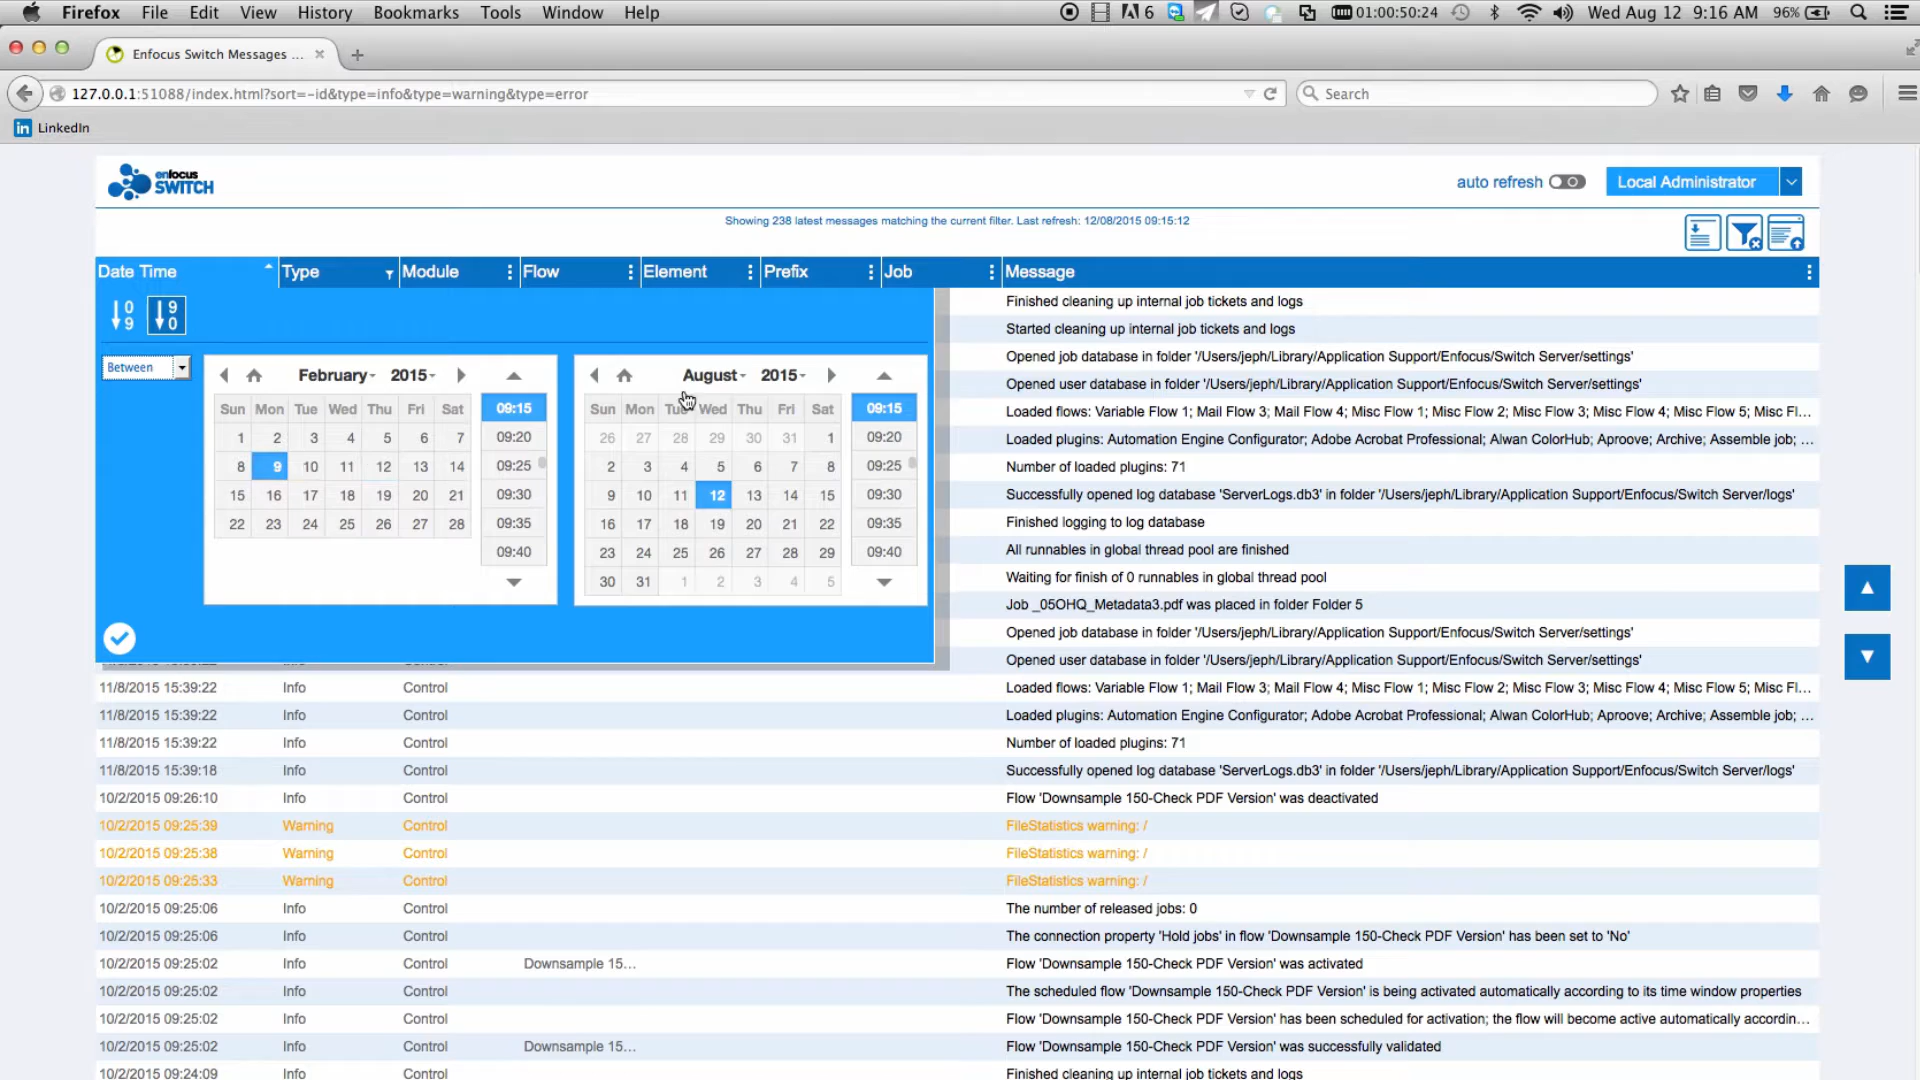 Firefox File Edit View History Bookmarks Tools Window Help 6 01:00:50:24 Wed Aug 12 9:16 AM 96%
Enfocus Switch Messages ...
127.0.0.1:51088/index.html?sort=-id&type=info&type=warning&type=error Search
in LinkedIn
enfocus SWITCH auto refresh Local Administrator
Showing 238 latest messages matching the current filter. Last refresh: 12/08/2015 09:15:12
Date Time Type Module Flow Element Prefix Job Message
0 9 9 0
Finished cleaning up internal job tickets and logs
Started cleaning up internal job tickets and logs
Opened job database in folder '/Users/jeph/Library/Application Support/Enfocus/Switch Server/settings'
Opened user database in folder '/Users/jeph/Library/Application Support/Enfocus/Switch Server/settings'
Loaded flows: Variable Flow 1; Mail Flow 3; Mail Flow 4; Misc Flow 1; Misc Flow 2; Misc Flow 3; Misc Flow 4; Misc Flow 5; Misc Fl...
Loaded plugins: Automation Engine Configurator; Adobe Acrobat Professional; Alwan ColorHub; Aproove; Archive; Assemble job; ...
Number of loaded plugins: 71
Successfully opened log database 'ServerLogs.db3' in folder '/Users/jeph/Library/Application Support/Enfocus/Switch Server/logs'
Finished logging to log database
All runnables in global thread pool are finished
Waiting for finish of 0 runnables in global thread pool
Job _05OHQ_Metadata3.pdf was placed in folder Folder 5
Opened job database in folder '/Users/jeph/Library/Application Support/Enfocus/Switch Server/settings'
Opened user database in folder '/Users/jeph/Library/Application Support/Enfocus/Switch Server/settings'
Between
February 2015
Sun Mon Tue Wed Thu Fri Sat
1 2 3 4 5 6 7
8 9 10 11 12 13 14
15 16 17 18 19 20 21
22 23 24 25 26 27 28
09:15
09:20
09:25
09:30
09:35
09:40
August 2015
Sun Mon Tue Wed Thu Fri Sat
26 27 28 29 30 31 1
2 3 4 5 6 7 8
9 10 11 12 13 14 15
16 17 18 19 20 21 22
23 24 25 26 27 28 29
30 31 1 2 3 4 5
09:15
09:20
09:25
09:30
09:35
09:40
11/8/2015 15:39:22 Info Control Loaded flows: Variable Flow 1; Mail Flow 3; Mail Flow 4; Misc Flow 1; Misc Flow 2; Misc Flow 3; Misc Flow 4; Misc Flow 5; Misc Fl...
11/8/2015 15:39:22 Info Control Loaded plugins: Automation Engine Configurator; Adobe Acrobat Professional; Alwan ColorHub; Aproove; Archive; Assemble job; ...
11/8/2015 15:39:22 Info Control Number of loaded plugins: 71
11/8/2015 15:39:18 Info Control Successfully opened log database 'ServerLogs.db3' in folder '/Users/jeph/Library/Application Support/Enfocus/Switch Server/logs'
10/2/2015 09:26:10 Info Control Flow 'Downsample 150-Check PDF Version' was deactivated
10/2/2015 09:25:39 Warning Control FileStatistics warning: /
10/2/2015 09:25:38 Warning Control FileStatistics warning: /
10/2/2015 09:25:33 Warning Control FileStatistics warning: /
10/2/2015 09:25:06 Info Control The number of released jobs: 0
10/2/2015 09:25:06 Info Control The connection property 'Hold jobs' in flow 'Downsample 150-Check PDF Version' has been set to 'No'
10/2/2015 09:25:02 Info Control Downsample 15... Flow 'Downsample 150-Check PDF Version' was activated
10/2/2015 09:25:02 Info Control The scheduled flow 'Downsample 150-Check PDF Version' is being activated automatically according to its time window properties
10/2/2015 09:25:02 Info Control Flow 'Downsample 150-Check PDF Version' has been scheduled for activation; the flow will become active automatically accordin...
10/2/2015 09:25:02 Info Control Downsample 15... Flow 'Downsample 150-Check PDF Version' was successfully validated
10/2/2015 09:24:09 Info Control Finished cleaning up internal job tickets and logs